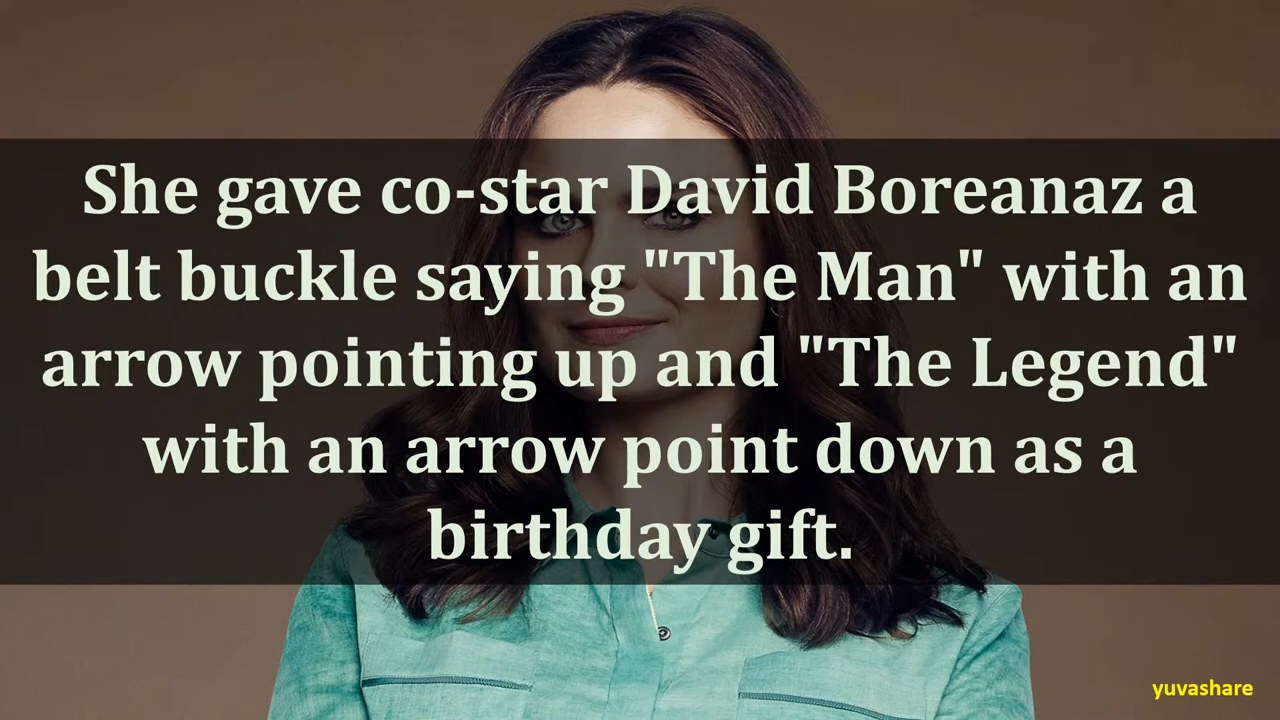 She gave co-star David Boreanaz a
belt buckle saying "The Man" with an
arrow pointing up and "The Legend"
with an arrow point down as a
birthday gift.
yuvashare